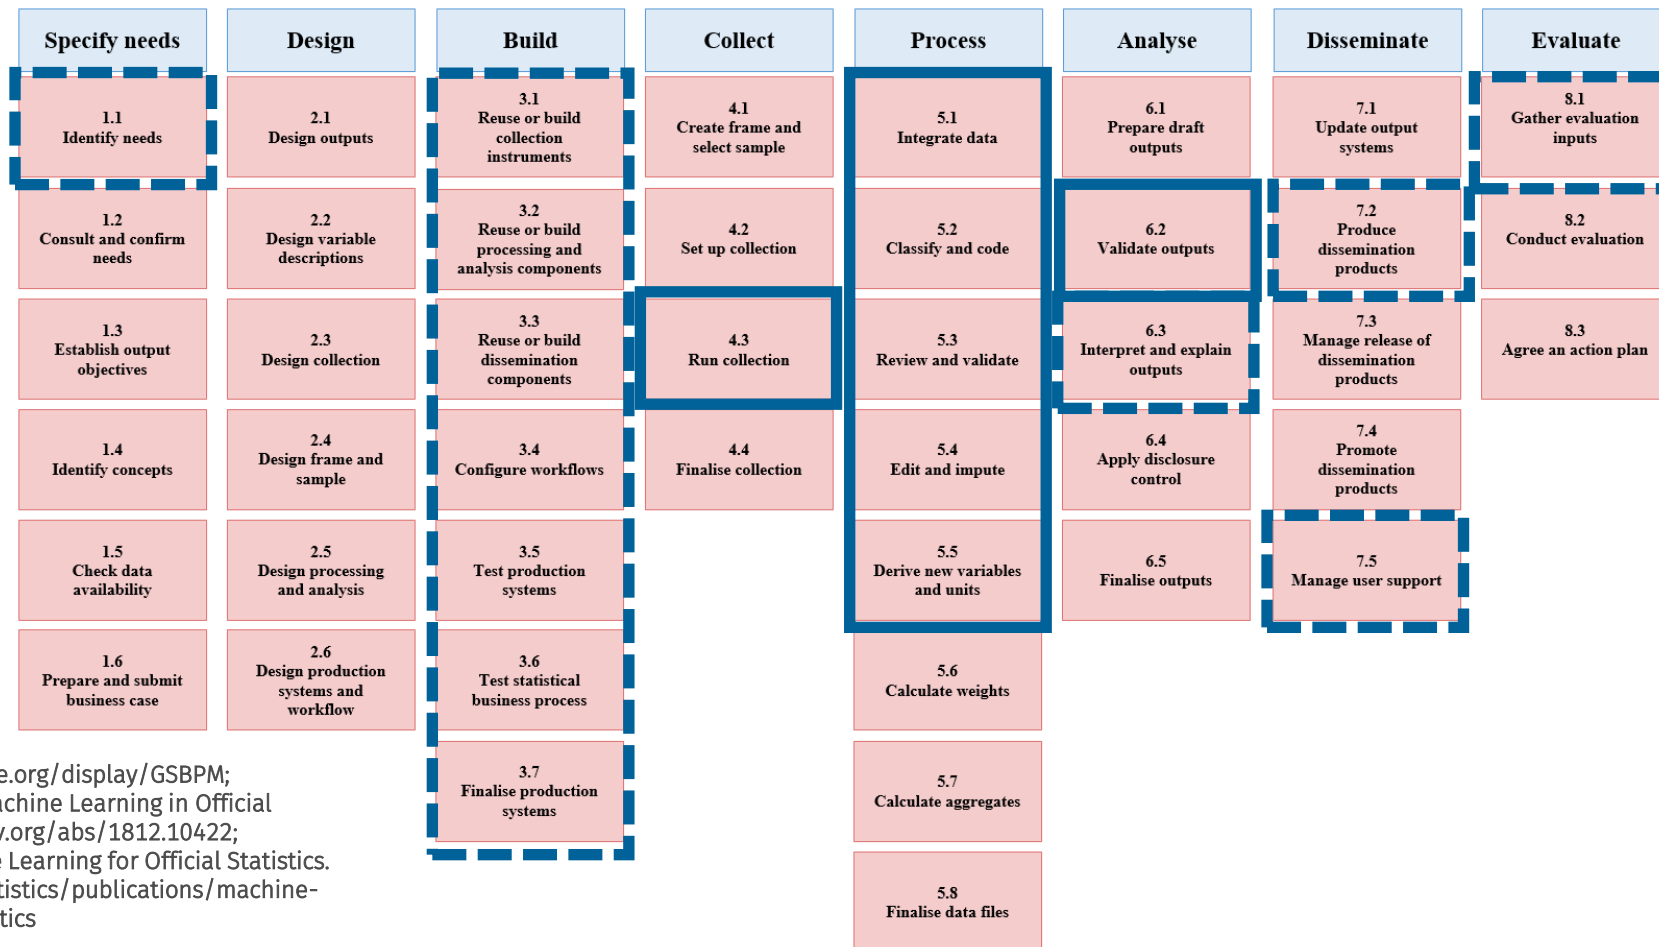 Specify needs
Design
Build
Collect
Process
Analyse
Disseminate
Evaluate
1.1
Identify needs
1.2
Consult and confirm
needs
1.3
Establish output
objectives
1.4
Identify concepts
1.5
Check data
availability
1.6
Prepare and submit
business case
2.1
Design outputs
2.2
Design variable
descriptions
2.3
Design collection
2.4
Design frame and
sample
2.5
Design processing
and analysis
2.6
Design production
systems and
workflow
3.1
Reuse or build
collection
instruments
3.2
Reuse or build
processing and
analysis components
3.3
Reuse or build
dissemination
components
3.4
Configure workflows
3.5
Test production
systems
3.6
Test statistical
business process
3.7
Finalise production
systems
4.1
Create frame and
select sample
4.2
Set up collection
4.3
Run collection
4.4
Finalise collection
5.1
Integrate data
5.2
Classify and code
5.3
Review and validate
5.4
Edit and impute
5.5
Derive new variables
and units
5.6
Calculate weights
5.7
Calculate aggregates
5.8
Finalise data files
6.1
Prepare draft
outputs
6.2
Validate outputs
6.3
Interpret and explain
outputs
6.4
Apply disclosure
control
6.5
Finalise outputs
7.1
Update output
systems
7.2
Produce
dissemination
products
7.3
Manage release of
dissemination
products
7.4
Promote
dissemination
products
7.5
Manage user support
8.1
Gather evaluation
inputs
8.2
Conduct evaluation
8.3
Agree an action plan
e.org/display/GSBPM;
achine Learning in Official
v.org/abs/1812.10422;
e Learning for Official Statistics.
tistics/publications/machine-
tics